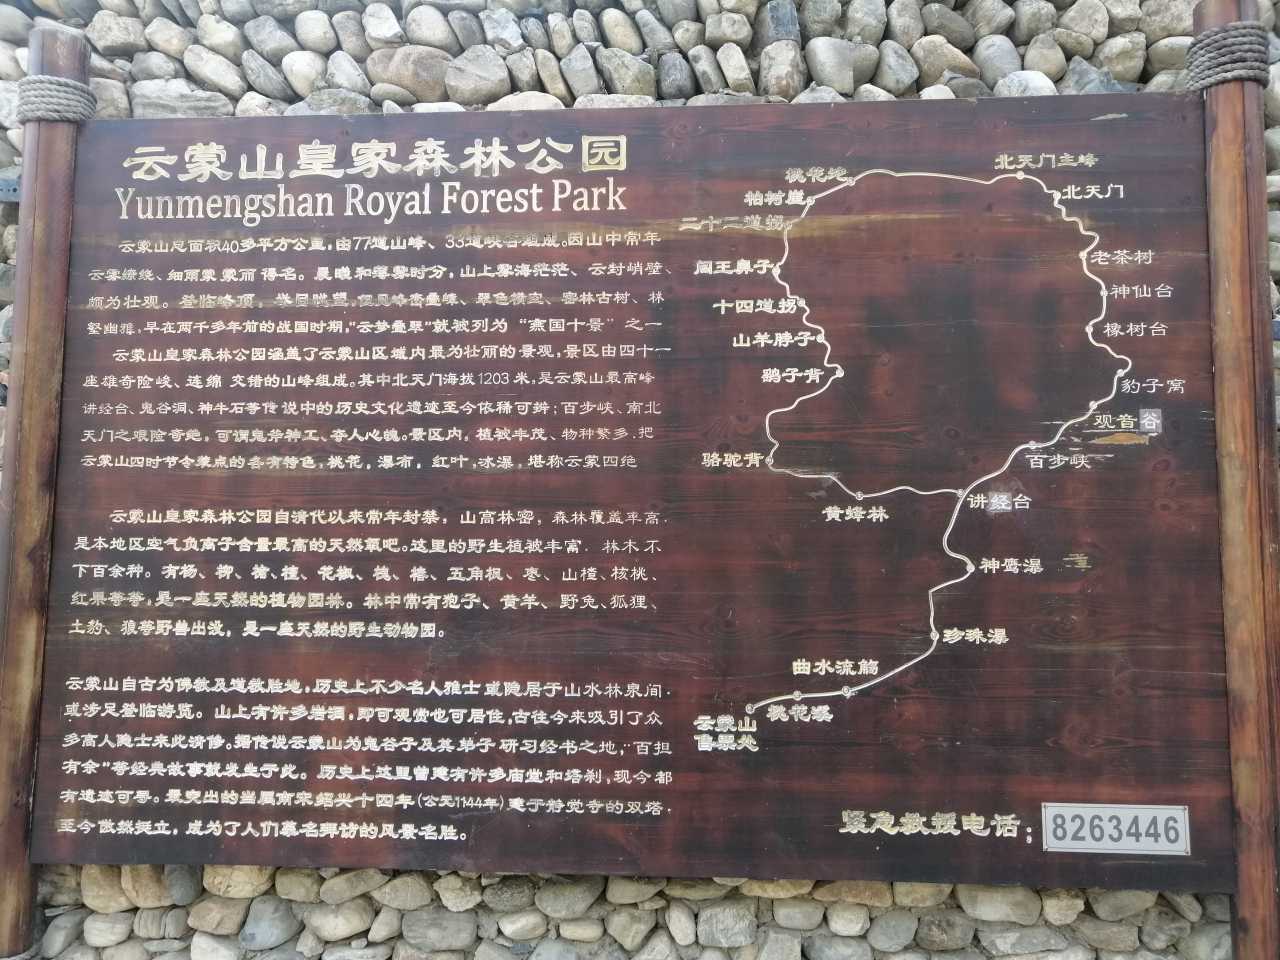 云蒙山皇家森林公园
Yunmengshan Royal Forest Park
云蒙山总面积40多平方公里,由77道山峰、33道峡谷组成。因山中常年
云雾缭绕、细雨蒙蒙而得名。晨曦和薄雾时分,山上雾海茫茫、云封峭壁、
颇为壮观。登临峰顶,举目眺望,但见峰峦叠嶂、翠色横空、密林古树、林
壑幽雅。早在两千多年前的战国时期,“云梦叠翠”就被列为“燕国十景”之一
云蒙山皇家森林公园涵盖了云蒙山区域内最为壮丽的景观,景区由四十一
座雄奇险峻、连绵 交错的山峰组成。其中北天门海拔1203米,是云蒙山最高峰
讲经台、鬼谷洞、神牛石等传说中的历史文化遗迹至今依稀可辨;百步峡、南北
天门之艰险奇绝,可谓鬼斧神工、夺人心魄。景区内,植被丰茂、物种繁多.把
云蒙山四时节令装点的各有特色,桃花,瀑布,红叶,冰瀑,堪称云蒙四绝
云蒙山皇家森林公园自清代以来常年封禁,山高林密,森林覆盖率高.
是本地区空气负离子含量最高的天然氧吧。这里的野生植被丰富.林木不
下百余种。有杨、柳、榆、檀、花椒、槐、椿、五角枫、枣、山楂、核桃、
红果等等,是一座天然的植物园林。林中常有狍子、黄羊、野兔、狐狸、
土豹、狼等野兽出没,是一座天然的野生动物园。
云蒙山自古为佛教及道教胜地,历史上不少名人雅士或隐居于山水林泉间.
或涉足登临游览。山上有许多岩洞,即可观赏也可居住,古往今来吸引了众
多高人隐士来此清修。据传说云蒙山为鬼谷子及其弟子研习经书之地,“百担
有余”等经典故事就发生于此。历史上这里曾建有许多庙堂和塔刹,现今都
有遗迹可寻。最突出的当属南宋绍兴十四年(公元1144年)建于静觉寺的双塔.
至今傲然挺立,成为了人们慕名拜访的风景名胜。
北天门主峰
桃花地
柏树崖
北天门
二十二道拐
老茶树
阎王鼻子
神仙台
十四道拐
橡树台
山羊脖子
鹞子背
豹子窝
观音谷
骆驼背
百步峡
讲经台
黄蜂林
神鹰瀑
珍珠瀑
曲水流觞
桃花溪
云蒙山
售票处
紧急救援电话:8263446